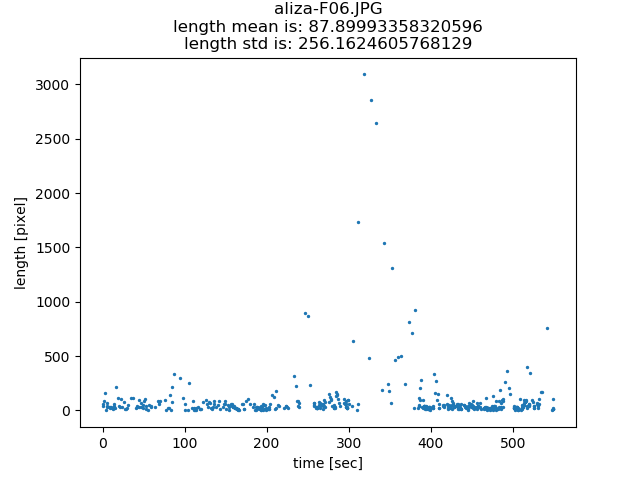 aliza-F06.JPG
length mean is: 87.89993358320596
length std is: 256.1624605768129
3000
2500
2000
1500
1000
500
0
length [pixel]
0 100 200 300 400 500
time [sec]